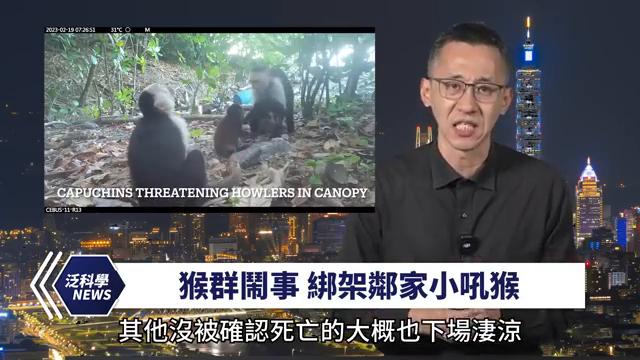 2023-02-19 07:26:51 31°C M
CAPUCHINS THREATENING HOWLERS IN CANOPY
CEBUS-11-R13
泛科學
NEWS
猴群鬧事 綁架鄰家小吼猴
其他沒被確認死亡的大概也下場淒涼